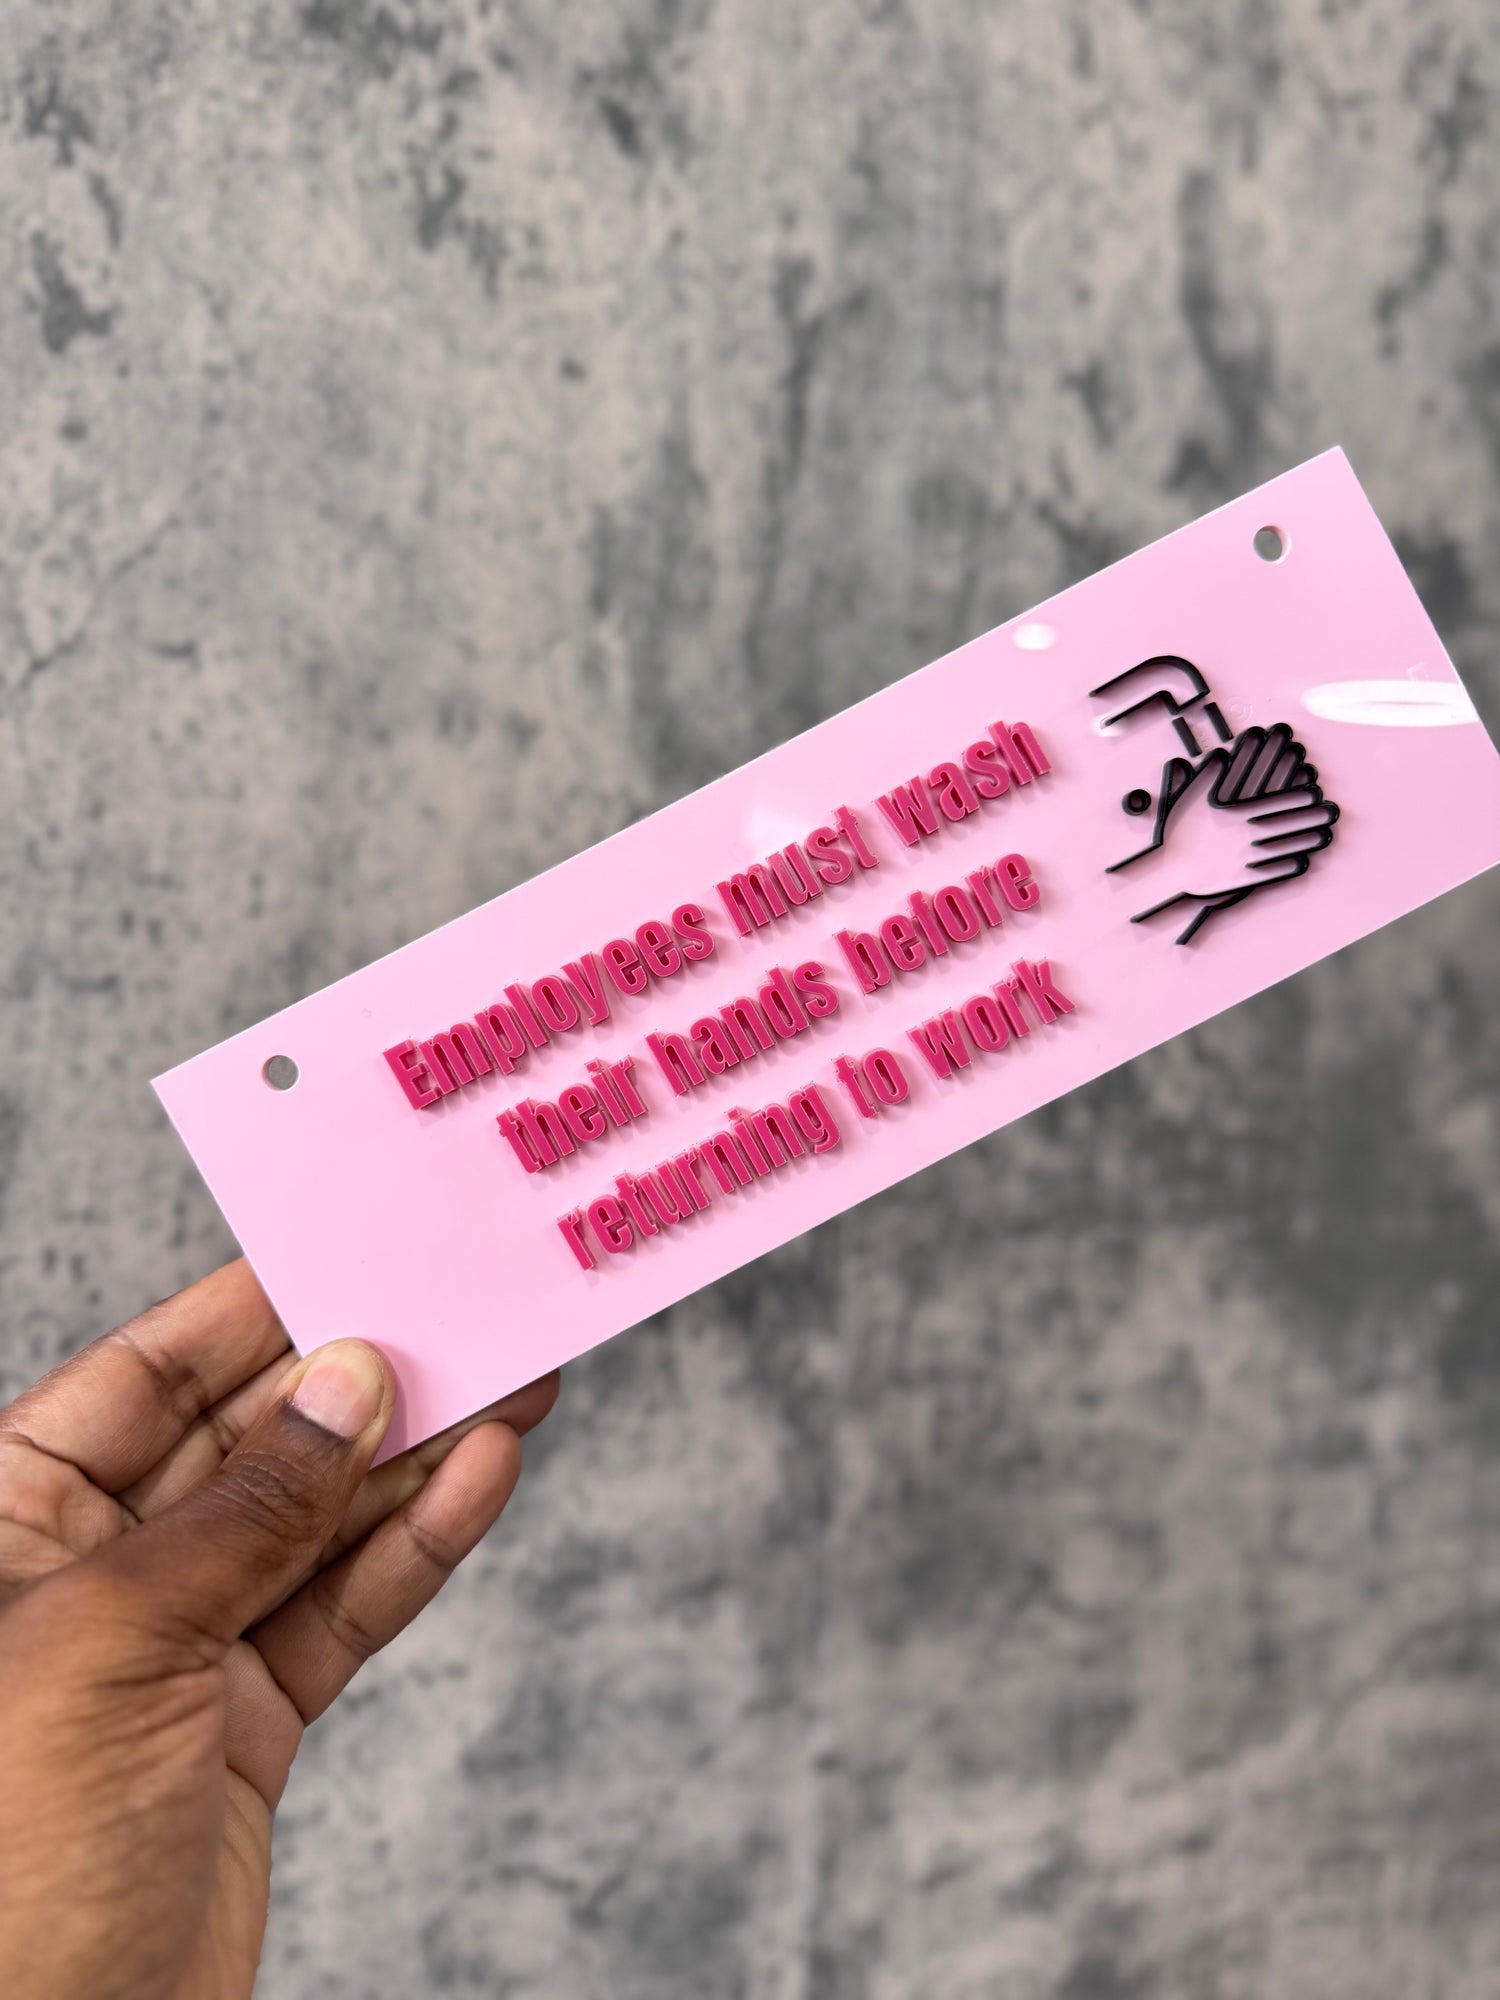 Employees must wash
their hands before
returning to work